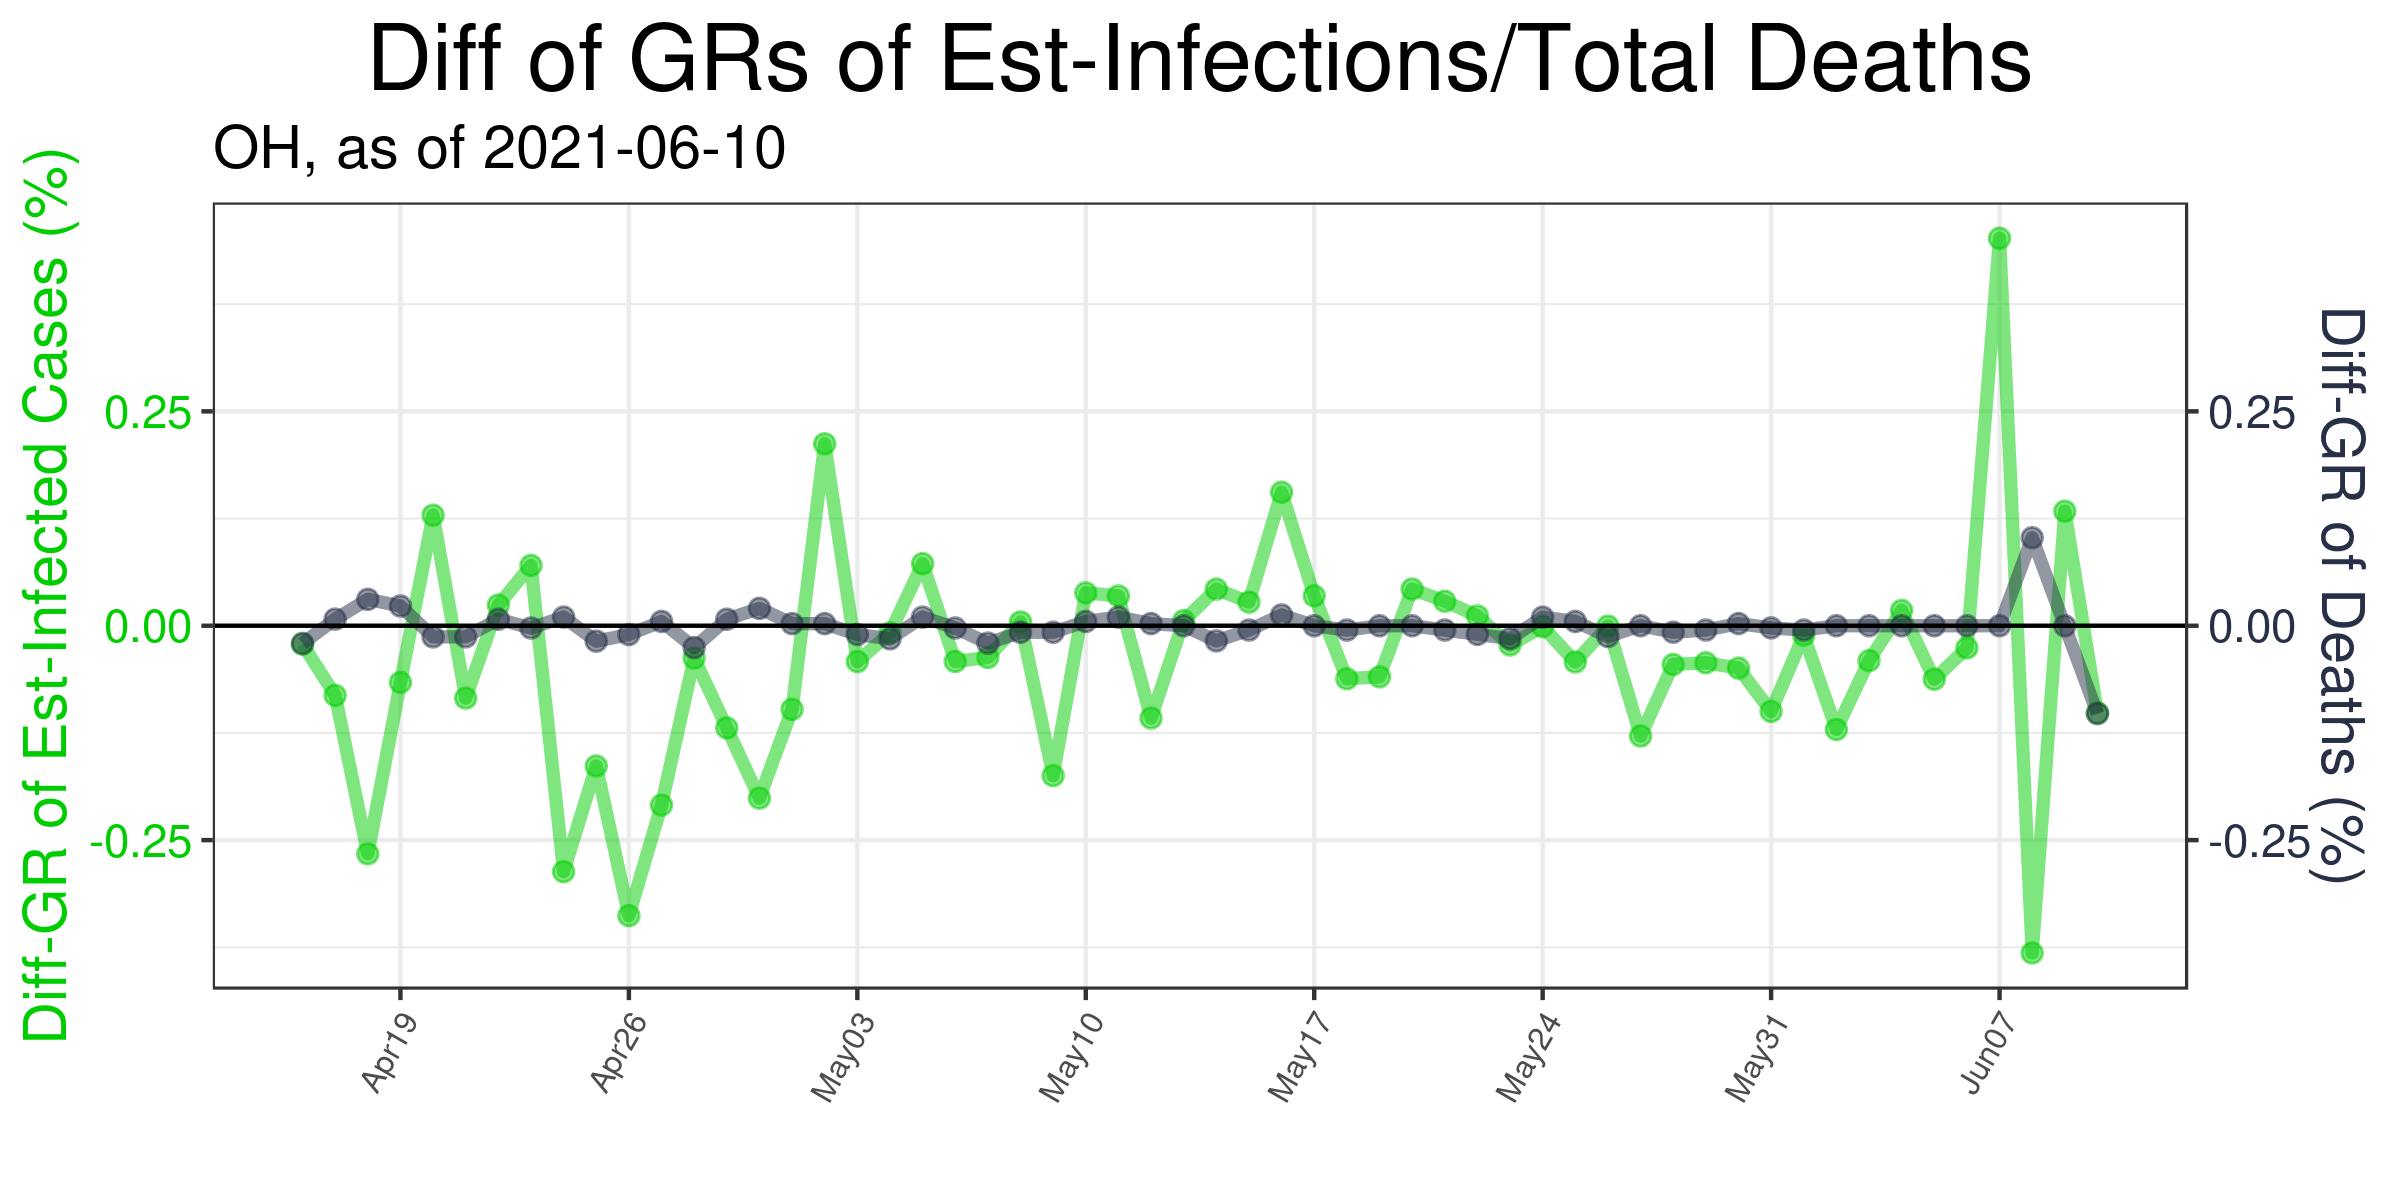 Diff of GRs of Est-Infections/Total Deaths
OH, as of 2021-06-10
Diff-GR of Est-Infected Cases (%)
0.25
0.00
-0.25
0.25
0.00
-0.25
Diff-GR of Deaths (%)
Apr19
Apr26
May03
May10
May17
May24
May31
Jun07